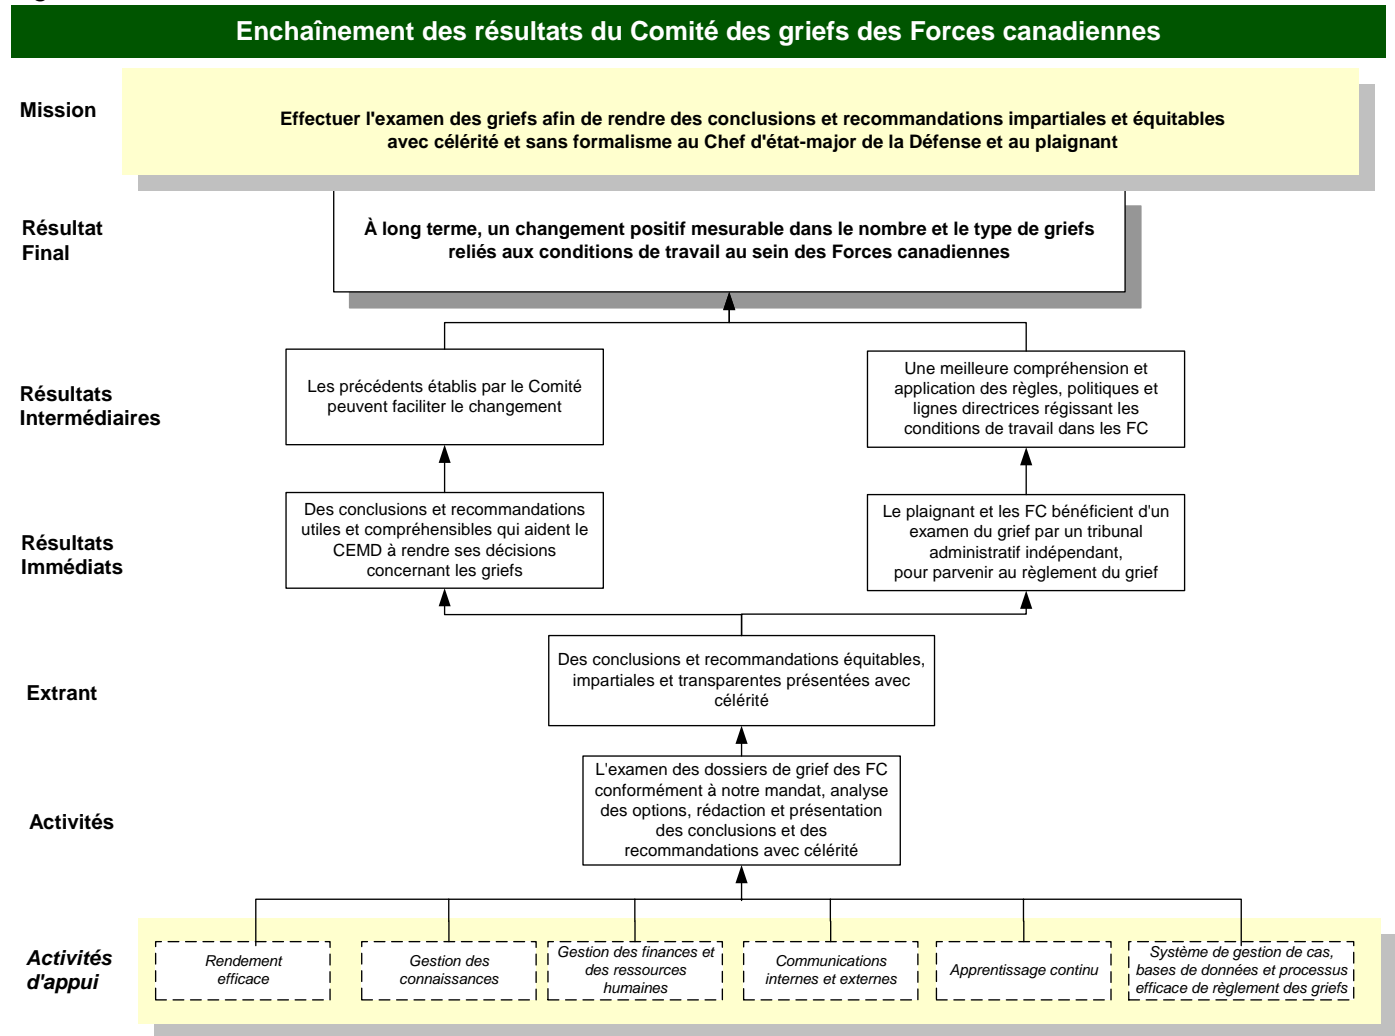 Enchaînement des résultats du Comité des griefs des Forces canadiennes
Mission
Effectuer l'examen des griefs afin de rendre des conclusions et recommandations impartiales et équitables
avec célérité et sans formalisme au Chef d'état-major de la Défense et au plaignant
Résultat
Final
À long terme, un changement positif mesurable dans le nombre et le type de griefs
reliés aux conditions de travail au sein des Forces canadiennes
Résultats
Intermédiaires
Les précédents établis par le Comité
peuvent faciliter le changement
Une meilleure compréhension et
application des règles, politiques et
lignes directrices régissant les
conditions de travail dans les FC
Résultats
Immédiats
Des conclusions et recommandations
utiles et compréhensibles qui aident le
CEMD à rendre ses décisions
concernant les griefs
Le plaignant et les FC bénéficient d'un
examen du grief par un tribunal
administratif indépendant,
pour parvenir au règlement du grief
Extrant
Des conclusions et recommandations équitables,
impartiales et transparentes présentées avec
célérité
Activités
L'examen des dossiers de grief des FC
conformément à notre mandat, analyse
des options, rédaction et présentation
des conclusions et des
recommandations avec célérité
Activités
d'appui
Rendement
efficace
Gestion des
connaissances
Gestion des finances et
des ressources
humaines
Communications
internes et externes
Apprentissage continu
Système de gestion de cas,
bases de données et processus
efficace de règlement des griefs